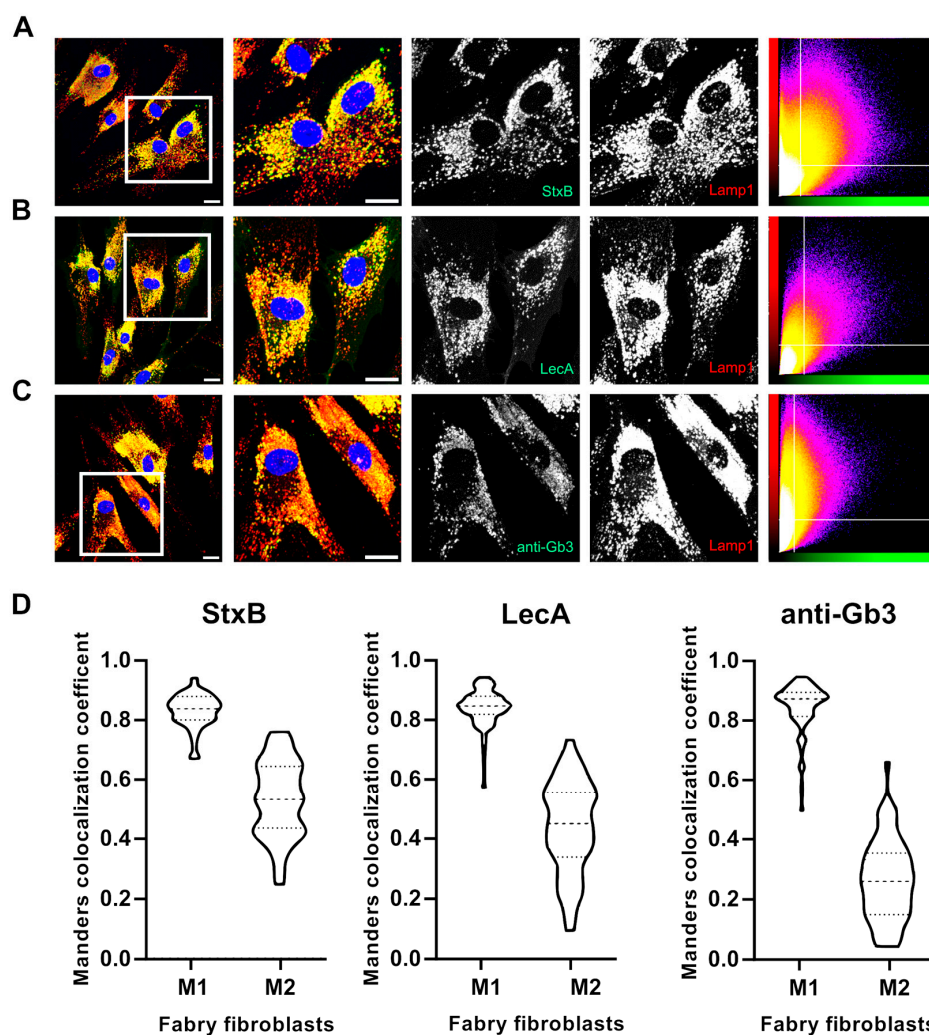 A
StxB
Lamp1
B
LecA
Lamp1
C
anti-Gb3
Lamp1
D
StxB
LecA
anti-Gb3
Manders colocalization coefficent
1.0
0.8
0.6
0.4
0.2
0.0
M1
M2
Fabry fibroblasts
Manders colocalization coefficent
1.0
0.8
0.6
0.4
0.2
0.0
M1
M2
Fabry fibroblasts
Manders colocalization coefficent
1.0
0.8
0.6
0.4
0.2
0.0
M1
M2
Fabry fibroblasts